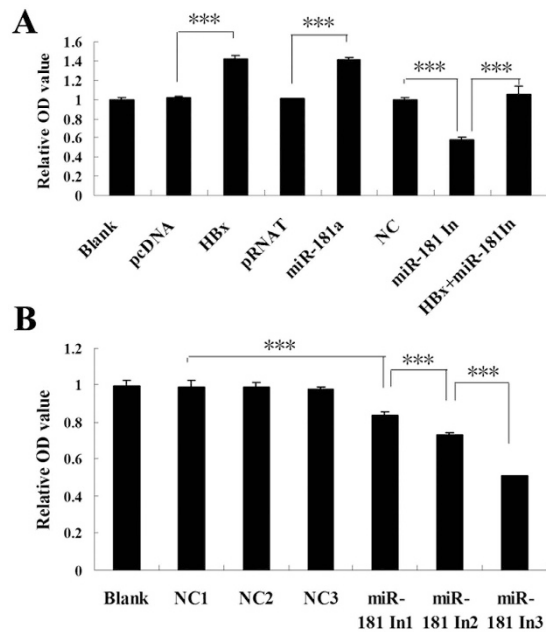 A
Relative OD value
1.6
1.4
1.2
1
0.8
0.6
0.4
0.2
0
***
***
***
***
Blank
pcDNA
HBx
pRNAT
miR-181a
NC
miR-181 In
HBx+miR-181In
B
Relative OD value
1.2
1
0.8
0.6
0.4
0.2
0
***
***
***
Blank
NC1
NC2
NC3
miR-
181 In1
miR-
181 In2
miR-
181 In3